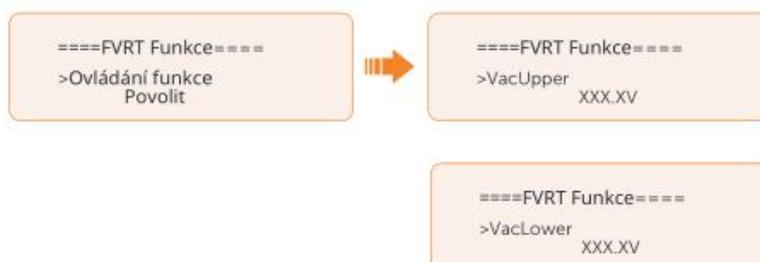 ====FVRT Funkce====
>Ovládání funkce
Povolit
====FVRT Funkce====
>VacUpper
XXX.XV
====FVRT Funkce====
>VacLower
XXX.XV